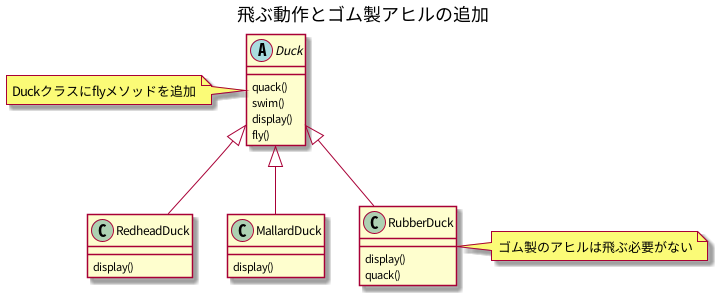 飛ぶ動作とゴム製アヒルの追加
A Duck
quack()
swim()
display()
fly()
Duckクラスにflyメソッドを追加
C RedheadDuck
display()
C MallardDuck
display()
C RubberDuck
display()
quack()
ゴム製のアヒルは飛ぶ必要がない